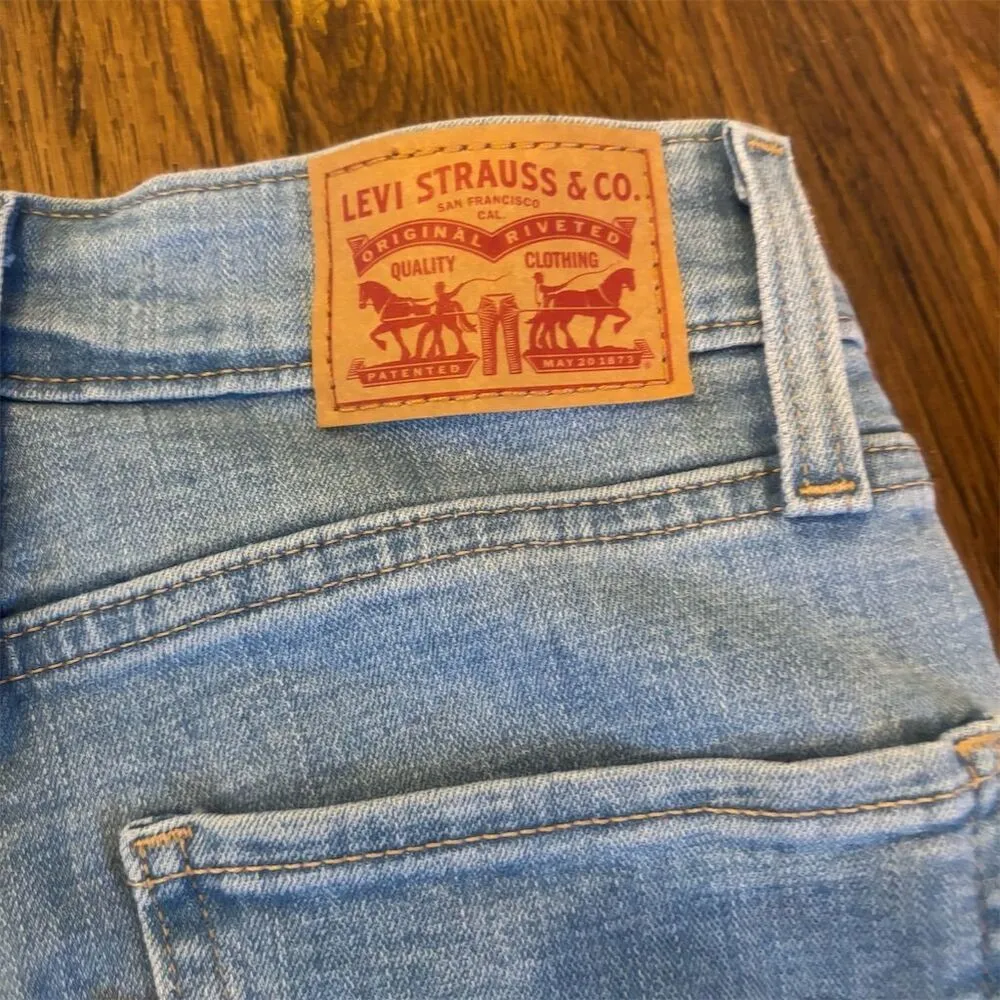 LEVI STRAUSS & CO.
SAN FRANCISCO
CAL.
ORIGINAL RIVETED
QUALITY CLOTHING
PATENTED MAY 20 1873
®